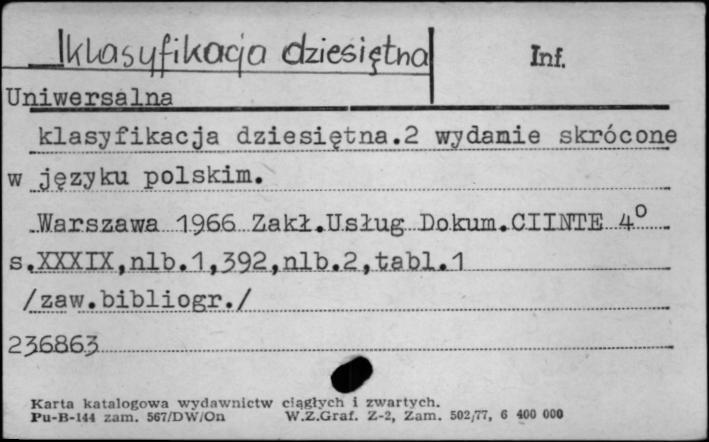 klasyfikacja dziesiętna Inf.
Uniwersalna
klasyfikacja dziesiętna.2 wydanie skrócone
w języku polskim.
Warszawa 1966 Zakł.Usług Dokum.CIINTE 4°
s.XXXIX,nlb.1,392,nlb.2,tabl.1
/zaw.bibliogr./
236863
Karta katalogowa wydawnictw ciągłych i zwartych.
Pu-B-144 zam. 567/DW/On W.Z.Graf. Z-2, Zam. 502/77, 6 400 000